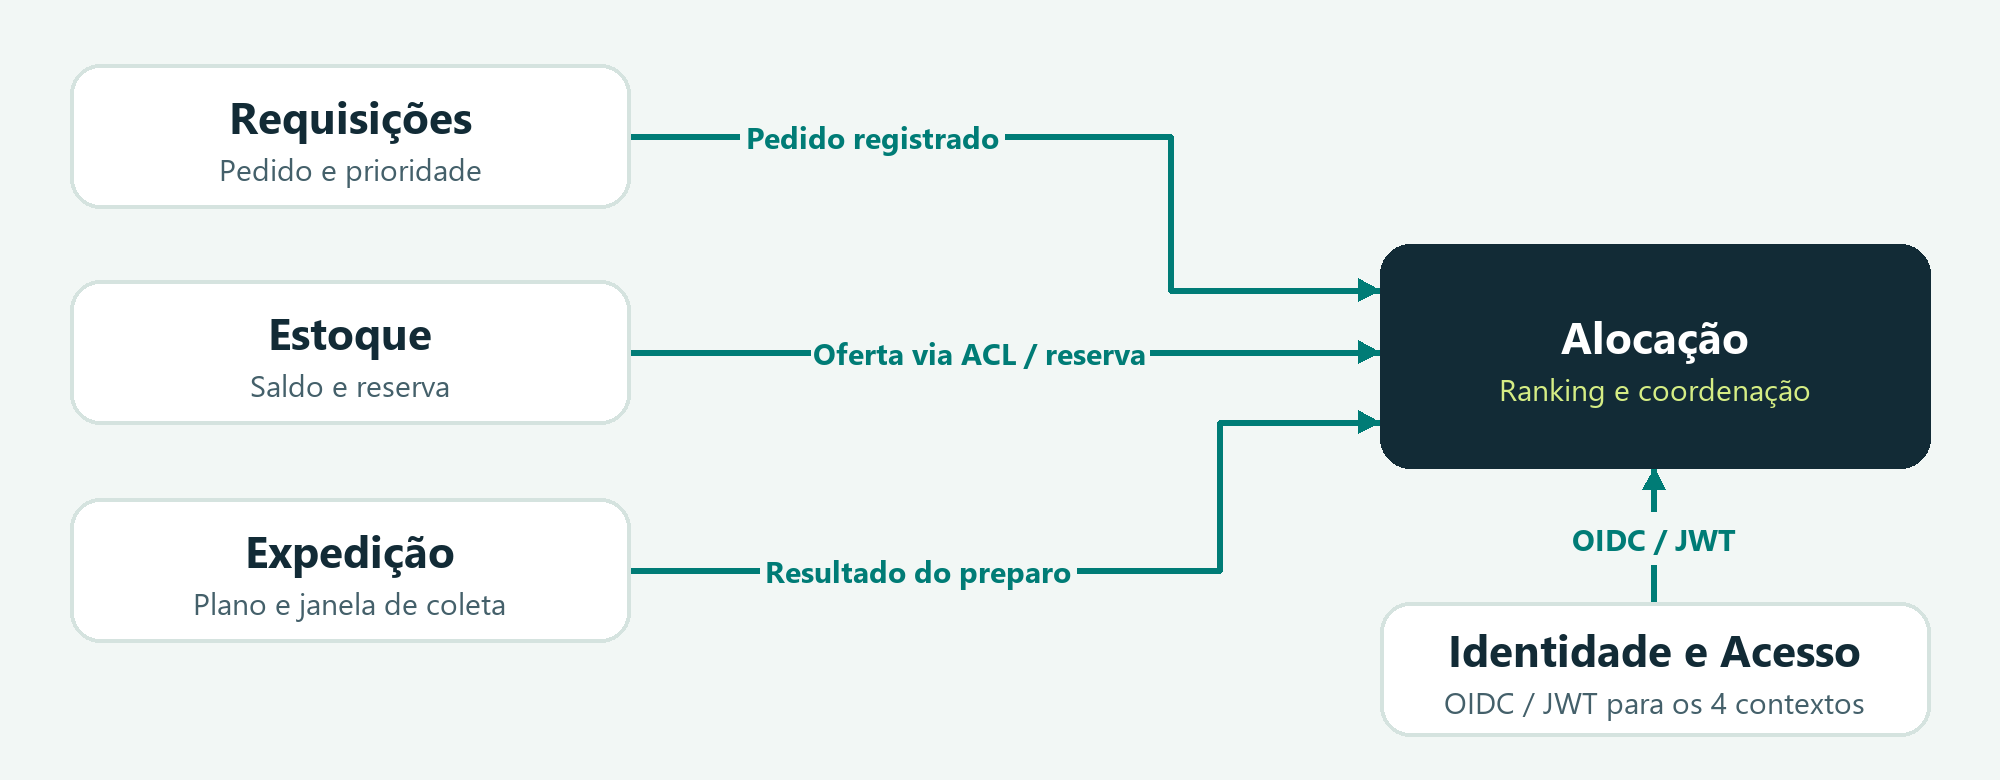 Requisições
Pedido e prioridade
Pedido registrado
Estoque
Saldo e reserva
Oferta via ACL / reserva
Alocação
Ranking e coordenação
Expedição
Plano e janela de coleta
Resultado do preparo
OIDC / JWT
Identidade e Acesso
OIDC / JWT para os 4 contextos